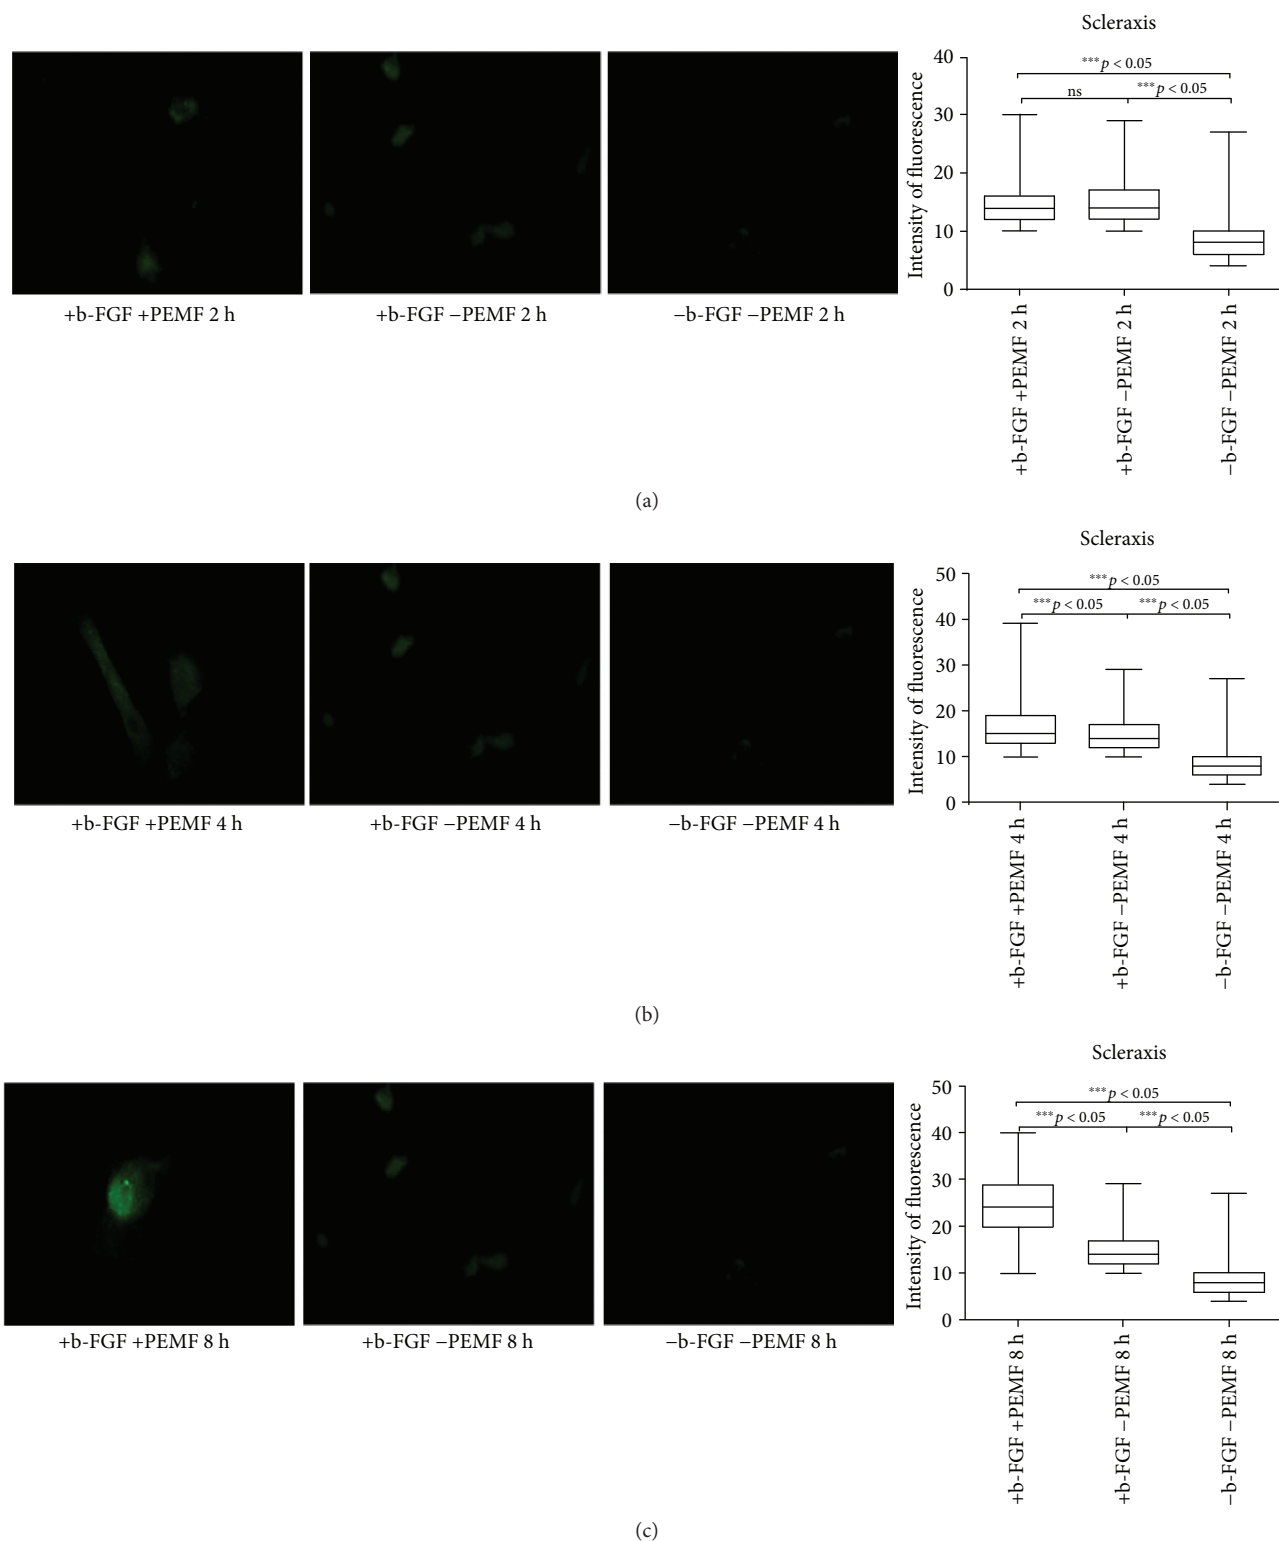 Scleraxis
40
30
20
10
0
Intensity of fluorescence
***p < 0.05
ns
***p < 0.05
+b-FGF +PEMF 2 h
+b-FGF −PEMF 2 h
−b-FGF −PEMF 2 h
+b-FGF +PEMF 2 h
+b-FGF −PEMF 2 h
−b-FGF −PEMF 2 h
(a)
Scleraxis
50
40
30
20
10
0
Intensity of fluorescence
***p < 0.05
***p < 0.05
***p < 0.05
+b-FGF +PEMF 4 h
+b-FGF −PEMF 4 h
−b-FGF −PEMF 4 h
+b-FGF +PEMF 4 h
+b-FGF −PEMF 4 h
−b-FGF −PEMF 4 h
(b)
Scleraxis
50
40
30
20
10
0
Intensity of fluorescence
***p < 0.05
***p < 0.05
***p < 0.05
+b-FGF +PEMF 8 h
+b-FGF −PEMF 8 h
−b-FGF −PEMF 8 h
+b-FGF +PEMF 8 h
+b-FGF −PEMF 8 h
−b-FGF −PEMF 8 h
(c)